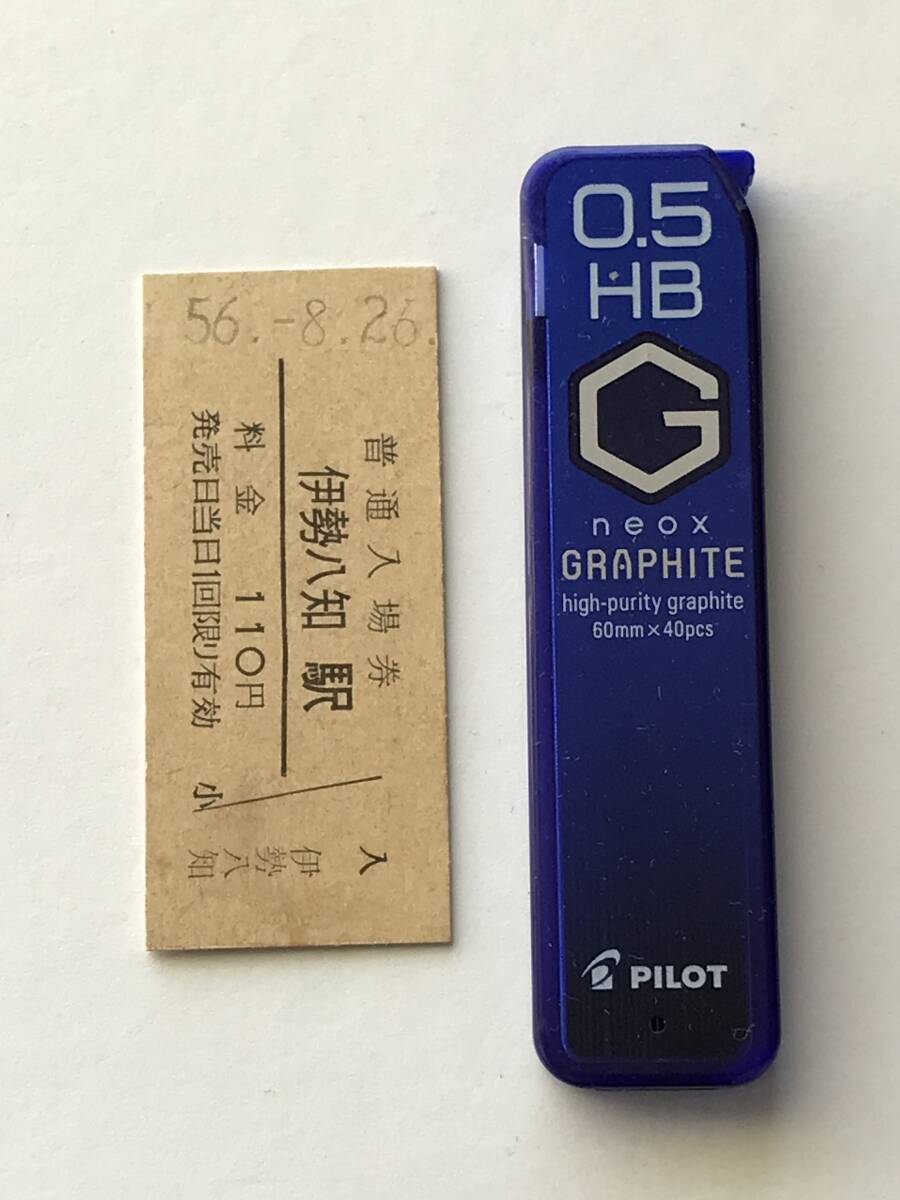 56.-8.26.
普通入場券
伊勢八知駅
料金 110円
発売日当日1回限り有効
小
入
伊勢八知
0.5
HB
G
neox
GRAPHITE
high-purity graphite
60mm×40pcs
PILOT